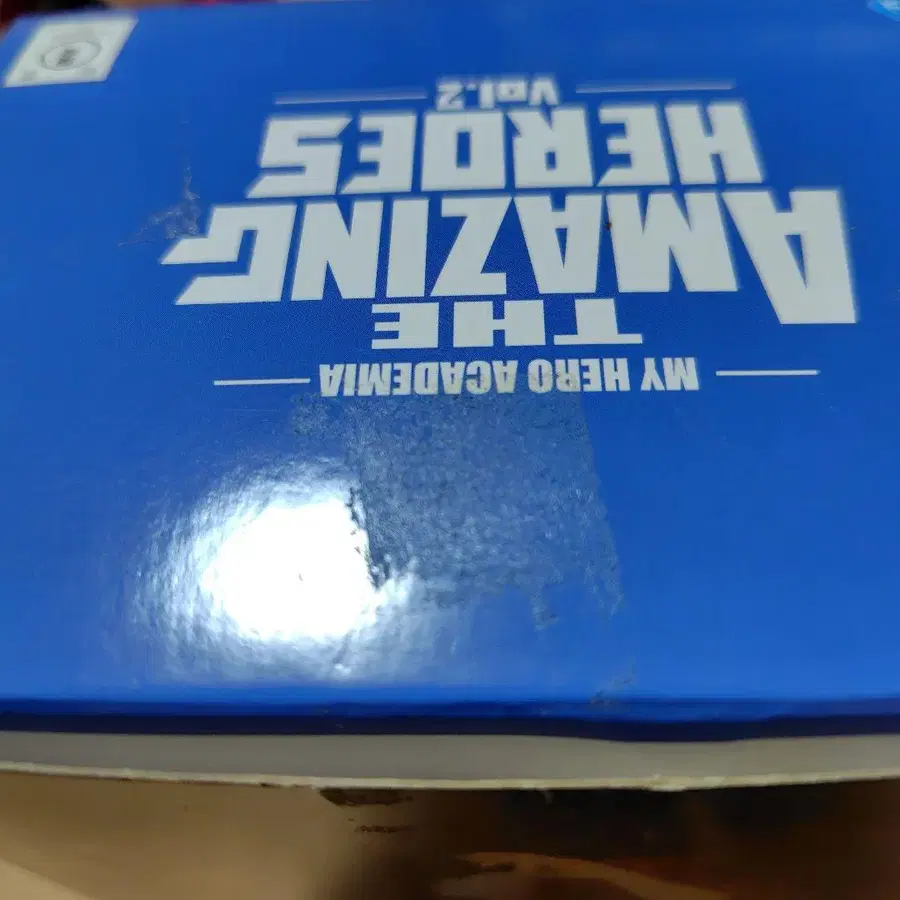 MY HERO ACADEMIA
THE
AMAZING
HEROES
Vol.2